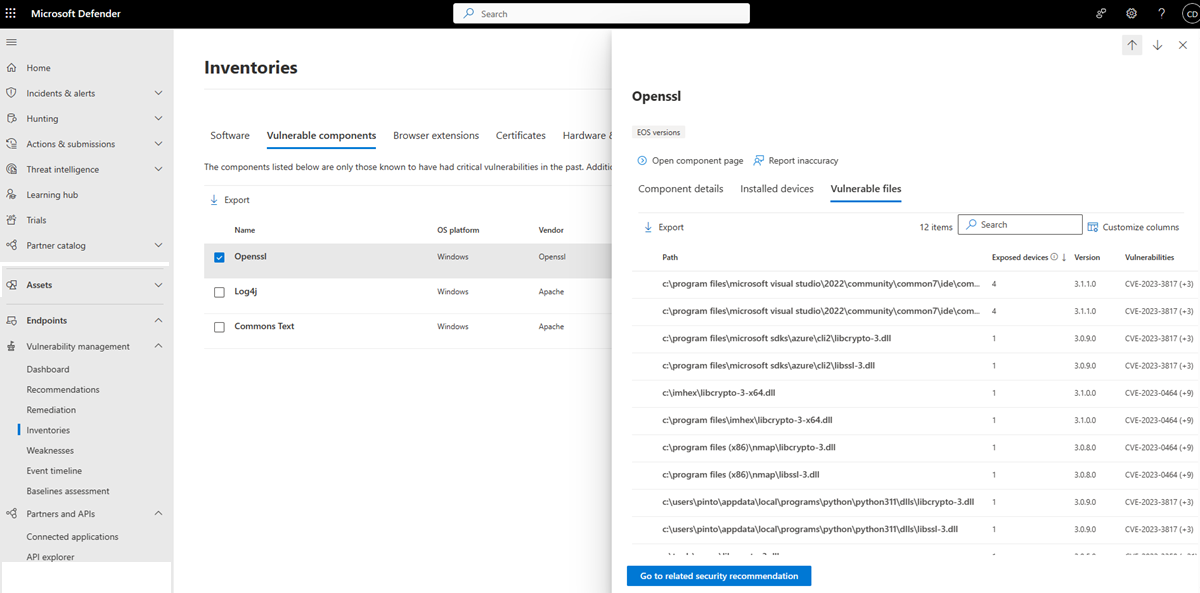 Microsoft Defender
Search
CD
Home
Incidents & alerts
Hunting
Actions & submissions
Threat intelligence
Learning hub
Trials
Partner catalog
Assets
Endpoints
Vulnerability management
Dashboard
Recommendations
Remediation
Inventories
Weaknesses
Event timeline
Baselines assessment
Partners and APIs
Connected applications
API explorer
Inventories
Software Vulnerable components Browser extensions Certificates Hardware &
The components listed below are only those known to have had critical vulnerabilities in the past. Additio
Export
Name OS platform Vendor
Openssl Windows Openssl
Log4j Windows Apache
Commons Text Windows Apache
Openssl
EOS versions
Open component page Report inaccuracy
Component details Installed devices Vulnerable files
Export 12 items Search Customize columns
Path Exposed devices Version Vulnerabilities
c:\program files\microsoft visual studio\2022\community\common7\ide\com... 4 3.1.1.0 CVE-2023-3817 (+3)
c:\program files\microsoft visual studio\2022\community\common7\ide\com... 4 3.1.1.0 CVE-2023-3817 (+3)
c:\program files\microsoft sdks\azure\cli2\libcrypto-3.dll 1 3.0.9.0 CVE-2023-3817 (+3)
c:\program files\microsoft sdks\azure\cli2\libssl-3.dll 1 3.0.9.0 CVE-2023-3817 (+3)
c:\imhex\libcrypto-3-x64.dll 1 3.1.0.0 CVE-2023-0464 (+9)
c:\program files\imhex\libcrypto-3-x64.dll 1 3.1.0.0 CVE-2023-0464 (+9)
c:\program files (x86)\nmap\libcrypto-3.dll 1 3.0.8.0 CVE-2023-0464 (+9)
c:\program files (x86)\nmap\libssl-3.dll 1 3.0.8.0 CVE-2023-0464 (+9)
c:\users\pinto\appdata\local\programs\python\python311\dlls\libcrypto-3.dll 1 3.0.9.0 CVE-2023-3817 (+3)
c:\users\pinto\appdata\local\programs\python\python311\dlls\libssl-3.dll 1 3.0.9.0 CVE-2023-3817 (+3)
Go to related security recommendation